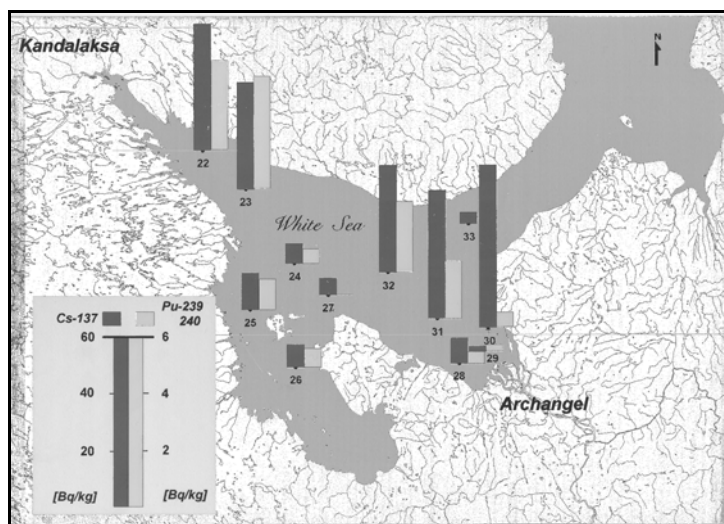 Kandalaksa
N
22
23
White Sea
33
24
32
27
25
31
30
29
28
26
Cs-137
Pu-239
240
60
6
40
4
20
2
[Bq/kg]
[Bq/kg]
Archangel